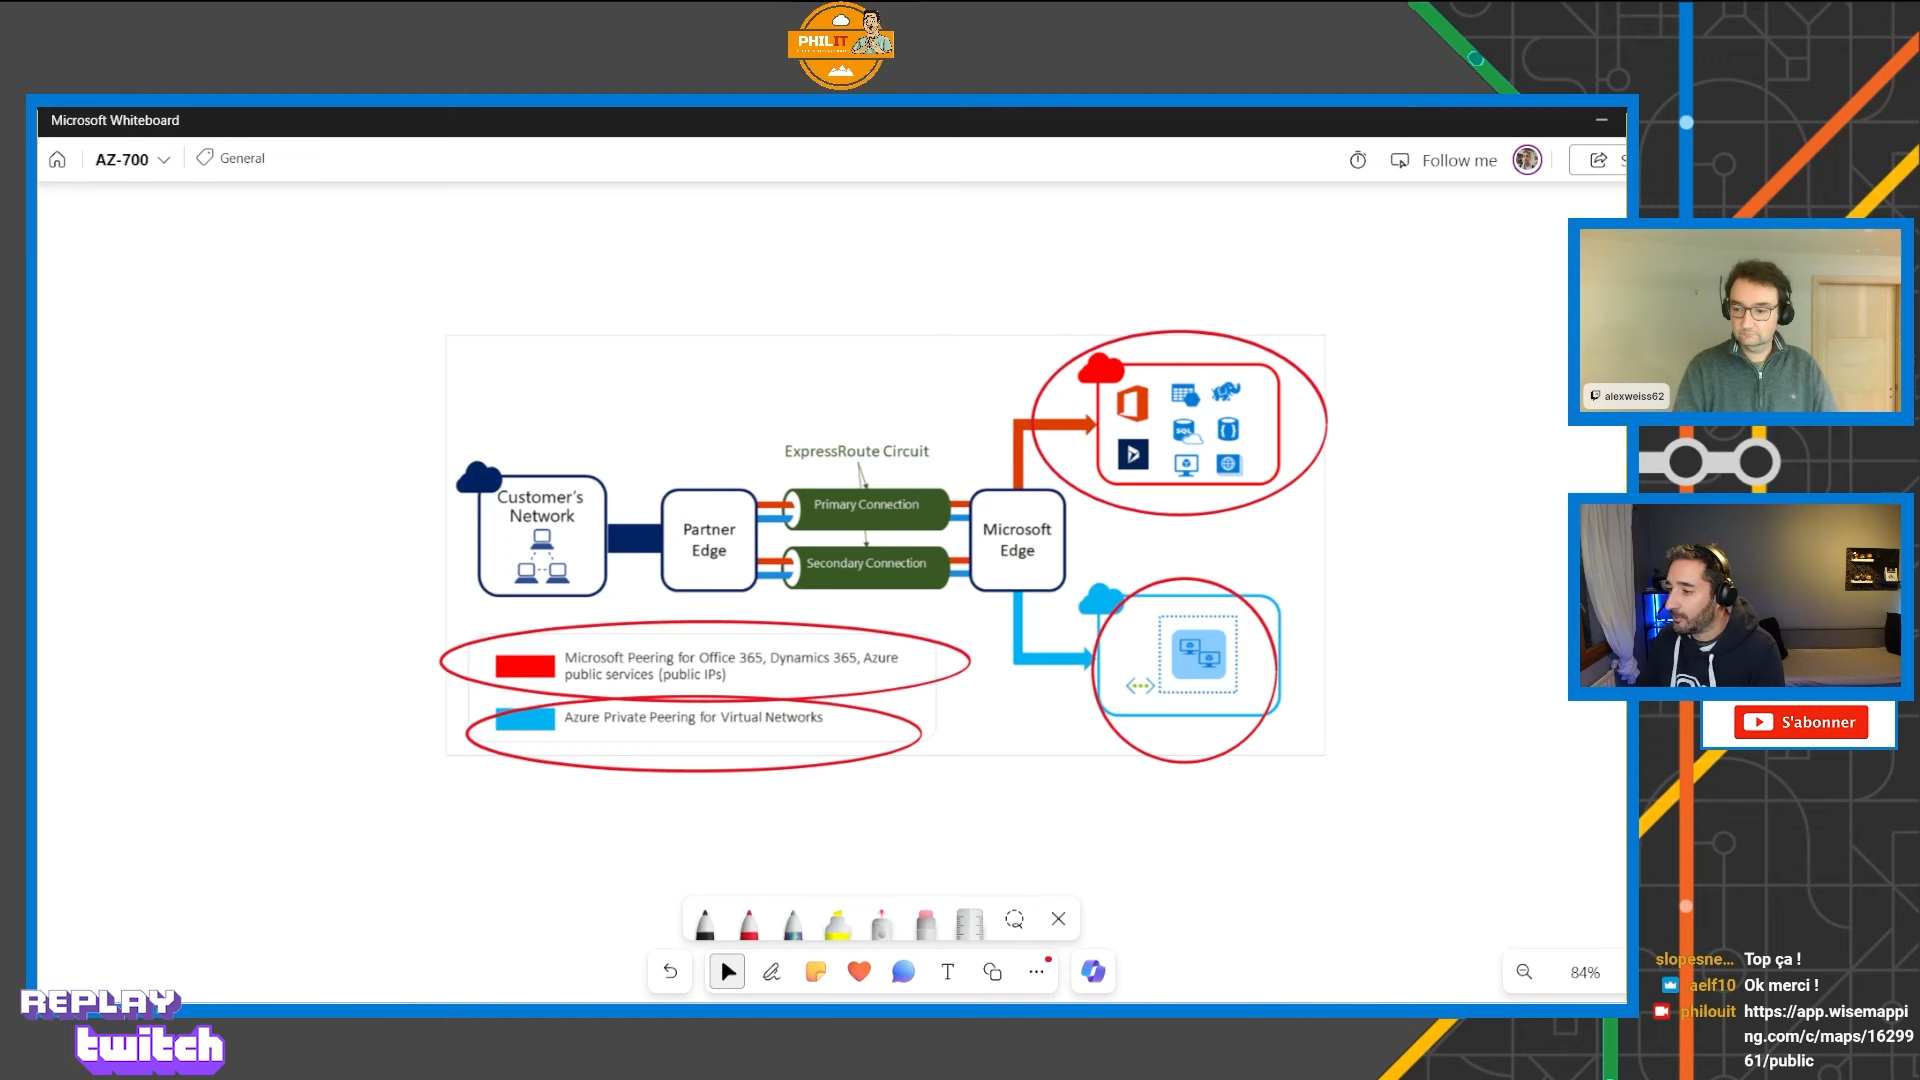 PHILIT
Microsoft Whiteboard
AZ-700
General
Follow me
S
ExpressRoute Circuit
Customer's
Network
Partner
Edge
Primary Connection
Secondary Connection
Microsoft
Edge
SQL
Microsoft Peering for Office 365, Dynamics 365, Azure
public services (public IPs)
Azure Private Peering for Virtual Networks
T
84%
alexweiss62
S'abonner
slopesne... Top ça !
aelf10 Ok merci !
philouit https://app.wisemappi
ng.com/c/maps/16299
61/public
REPLAY
twitch